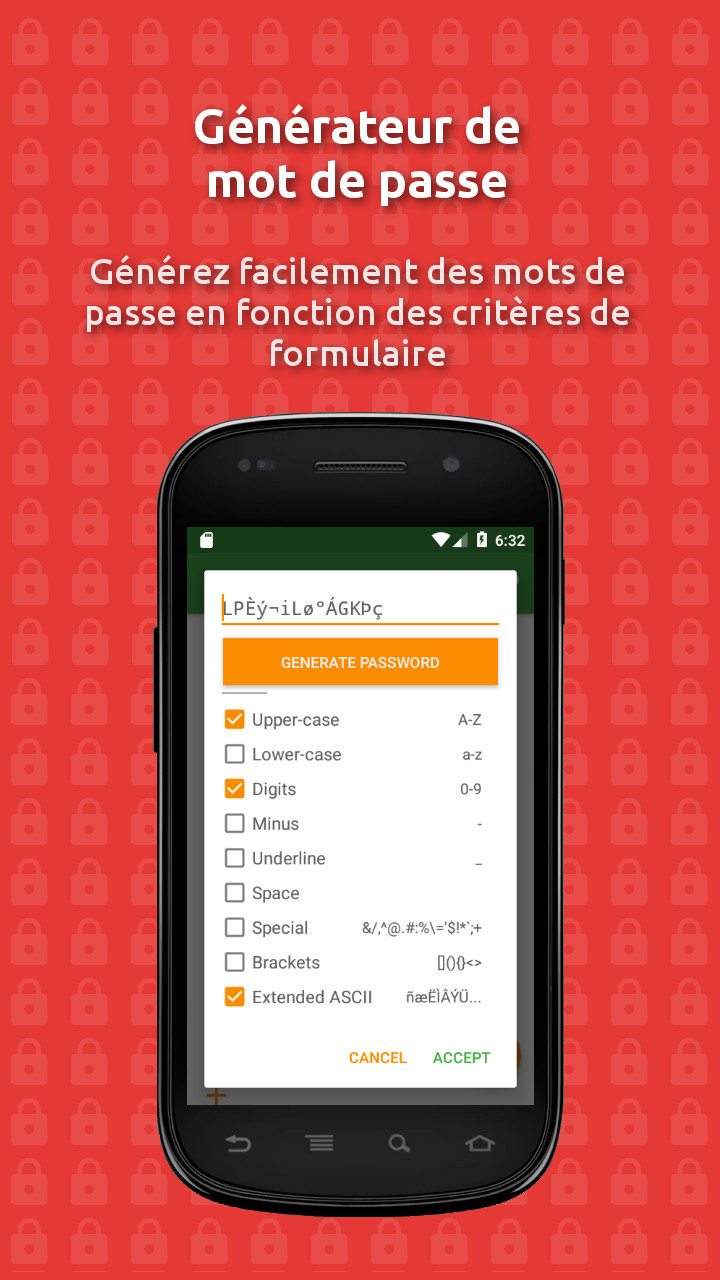 Générateur de
mot de passe
Générez facilement des mots de
passe en fonction des critères de
formulaire
6:32
LPÈý¬iLøºÁGKÞç
GENERATE PASSWORD
Upper-case A-Z
Lower-case a-z
Digits 0-9
Minus -
Underline _
Space
Special &/,^@.#:%\='$!*`;+
Brackets [](){}<>
Extended ASCII ñæËÌÂÝÜ...
CANCEL ACCEPT